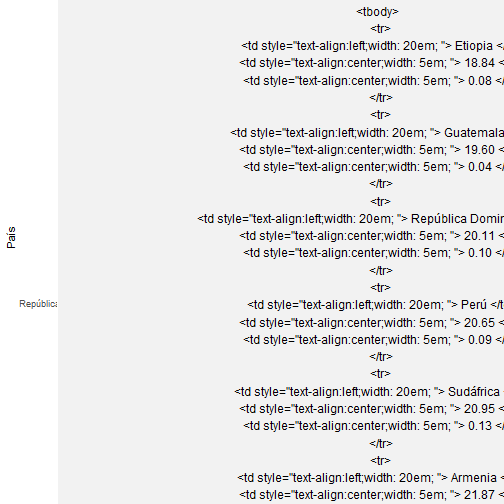 <tbody>
<tr>
<td style="text-align:left;width: 20em; "> Etiopia </
<td style="text-align:center;width: 5em; "> 18.84 <
<td style="text-align:center;width: 5em; "> 0.08 </
</tr>
<tr>
<td style="text-align:left;width: 20em; "> Guatemala
<td style="text-align:center;width: 5em; "> 19.60 <
<td style="text-align:center;width: 5em; "> 0.04 </
</tr>
<tr>
<td style="text-align:left;width: 20em; "> República Domin
<td style="text-align:center;width: 5em; "> 20.11 <
<td style="text-align:center;width: 5em; "> 0.10 </
</tr>
<tr>
País
República
<td style="text-align:left;width: 20em; "> Perú </t
<td style="text-align:center;width: 5em; "> 20.65 <
<td style="text-align:center;width: 5em; "> 0.09 </
</tr>
<tr>
<td style="text-align:left;width: 20em; "> Sudáfrica
<td style="text-align:center;width: 5em; "> 20.95 <
<td style="text-align:center;width: 5em; "> 0.13 </
</tr>
<tr>
<td style="text-align:left;width: 20em; "> Armenia <
<td style="text-align:center;width: 5em; "> 21.87 <